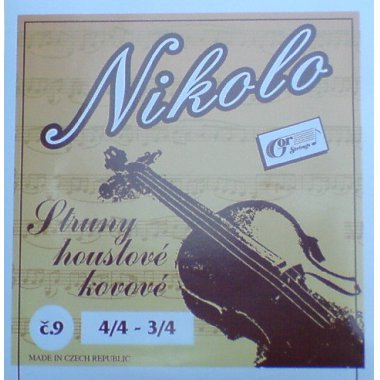 Nikolo
Gor
Strings
Struny
houslové
kovové
č.9
4/4 - 3/4
MADE IN CZECH REPUBLIC